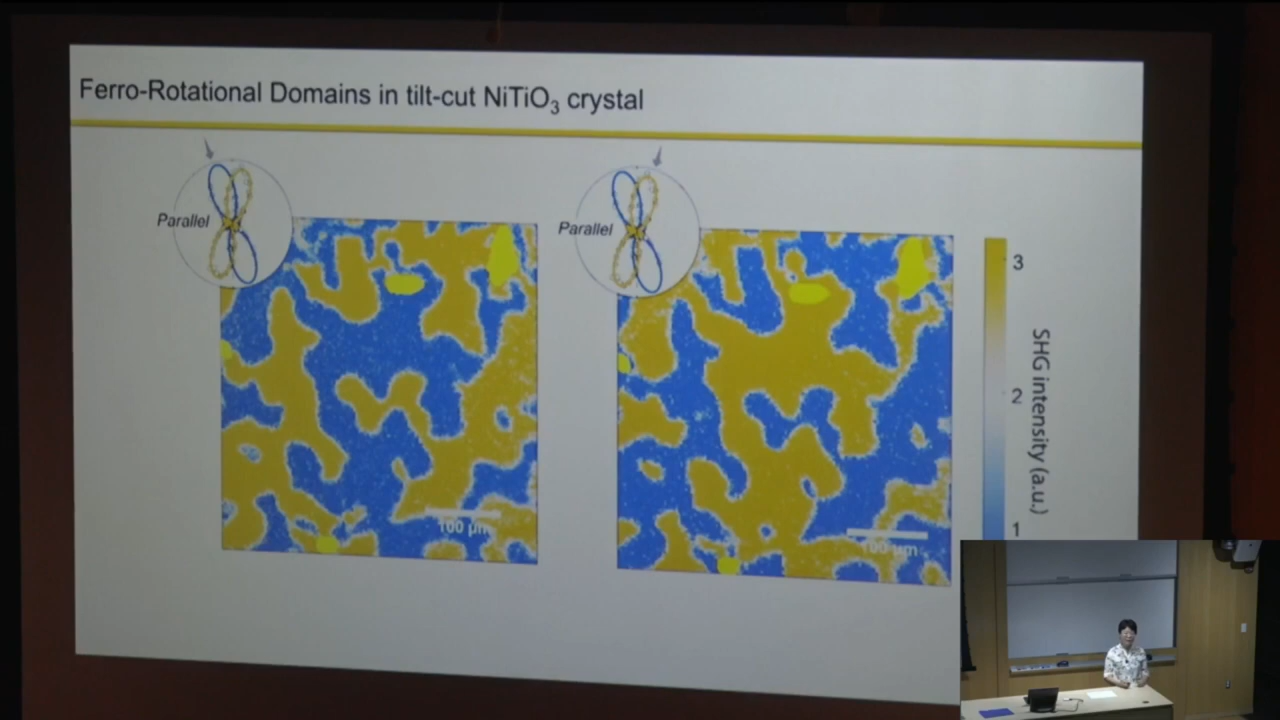 Ferro-Rotational Domains in tilt-cut NiTiO₃ crystal
Parallel
Parallel
3
2
1
SHG intensity (a.u.)
100 µm
100 µm